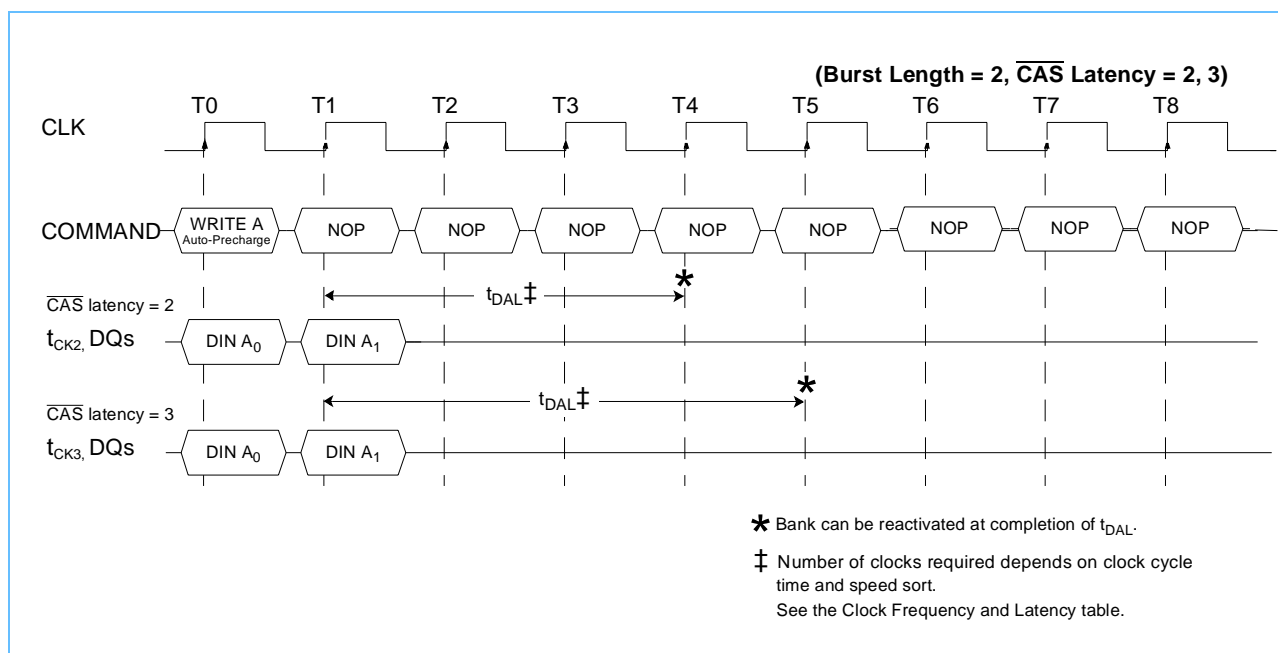 (Burst Length = 2, CAS Latency = 2, 3)
T0 T1 T2 T3 T4 T5 T6 T7 T8
CLK
COMMAND WRITE A NOP NOP NOP NOP NOP NOP NOP NOP
Auto-Precharge
*
tDAL‡
CAS latency = 2
tCK2, DQs DIN A0 DIN A1
*
tDAL‡
CAS latency = 3
tCK3, DQs DIN A0 DIN A1
* Bank can be reactivated at completion of tDAL.
‡ Number of clocks required depends on clock cycle
time and speed sort.
See the Clock Frequency and Latency table.